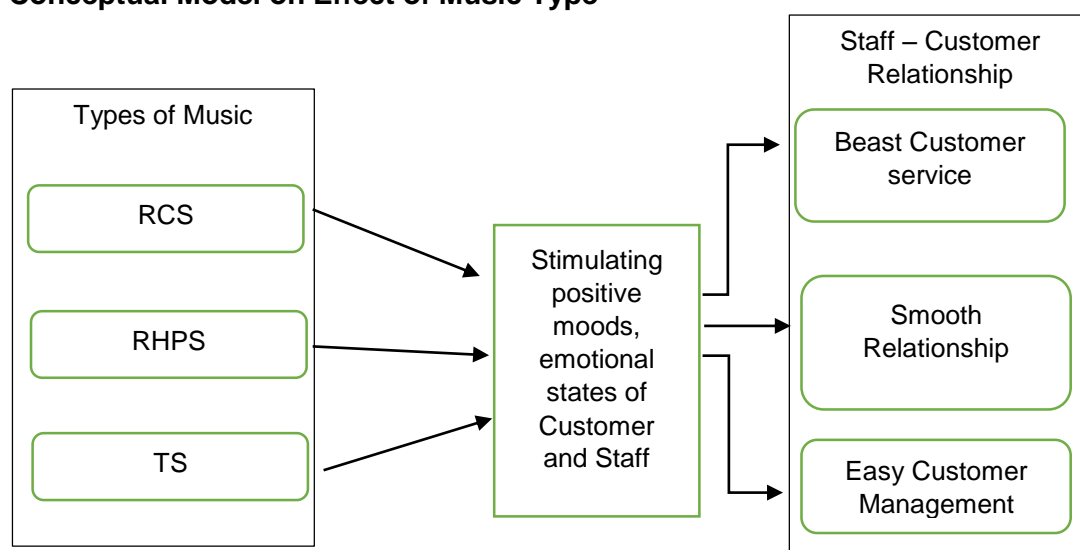 Conceptual Model on Effect of Music Type
Types of Music
RCS
RHPS
TS
Stimulating
positive
moods,
emotional
states of
Customer
and Staff
Staff – Customer
Relationship
Beast Customer
service
Smooth
Relationship
Easy Customer
Management